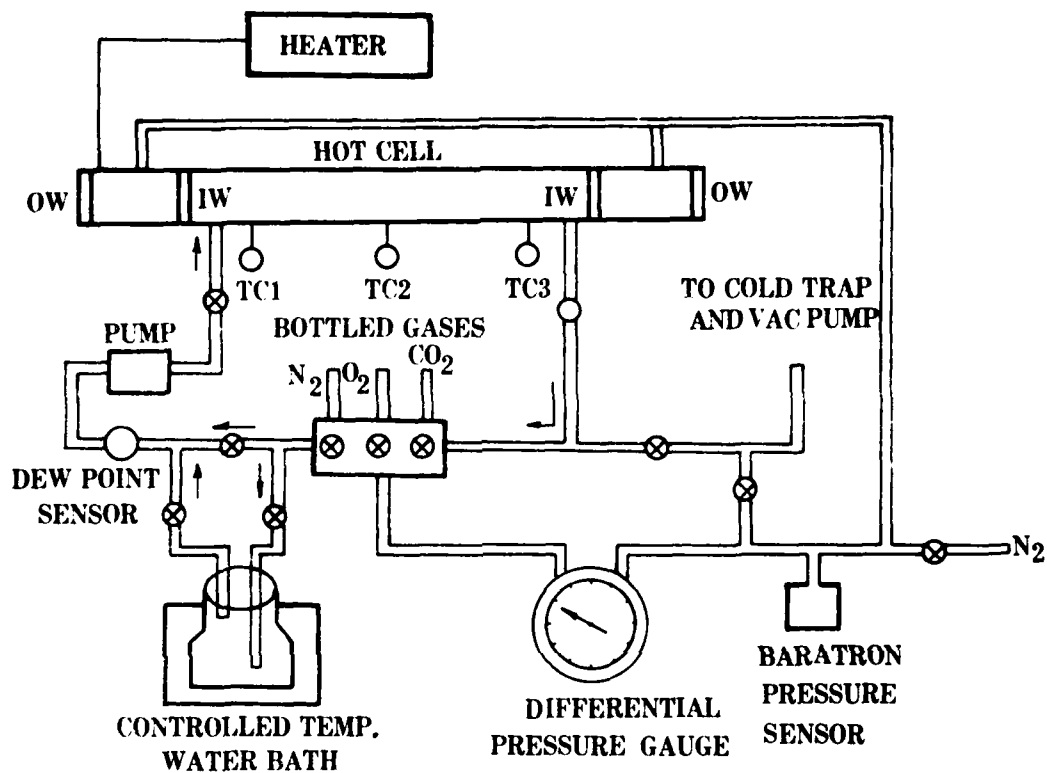 HEATER
HOT CELL
OW
IW
IW
OW
TC1
TC2
TC3
TO COLD TRAP
AND VAC PUMP
PUMP
BOTTLED GASES
N₂
O₂
CO₂
DEW POINT
SENSOR
N₂
CONTROLLED TEMP.
WATER BATH
DIFFERENTIAL
PRESSURE GAUGE
BARATRON
PRESSURE
SENSOR